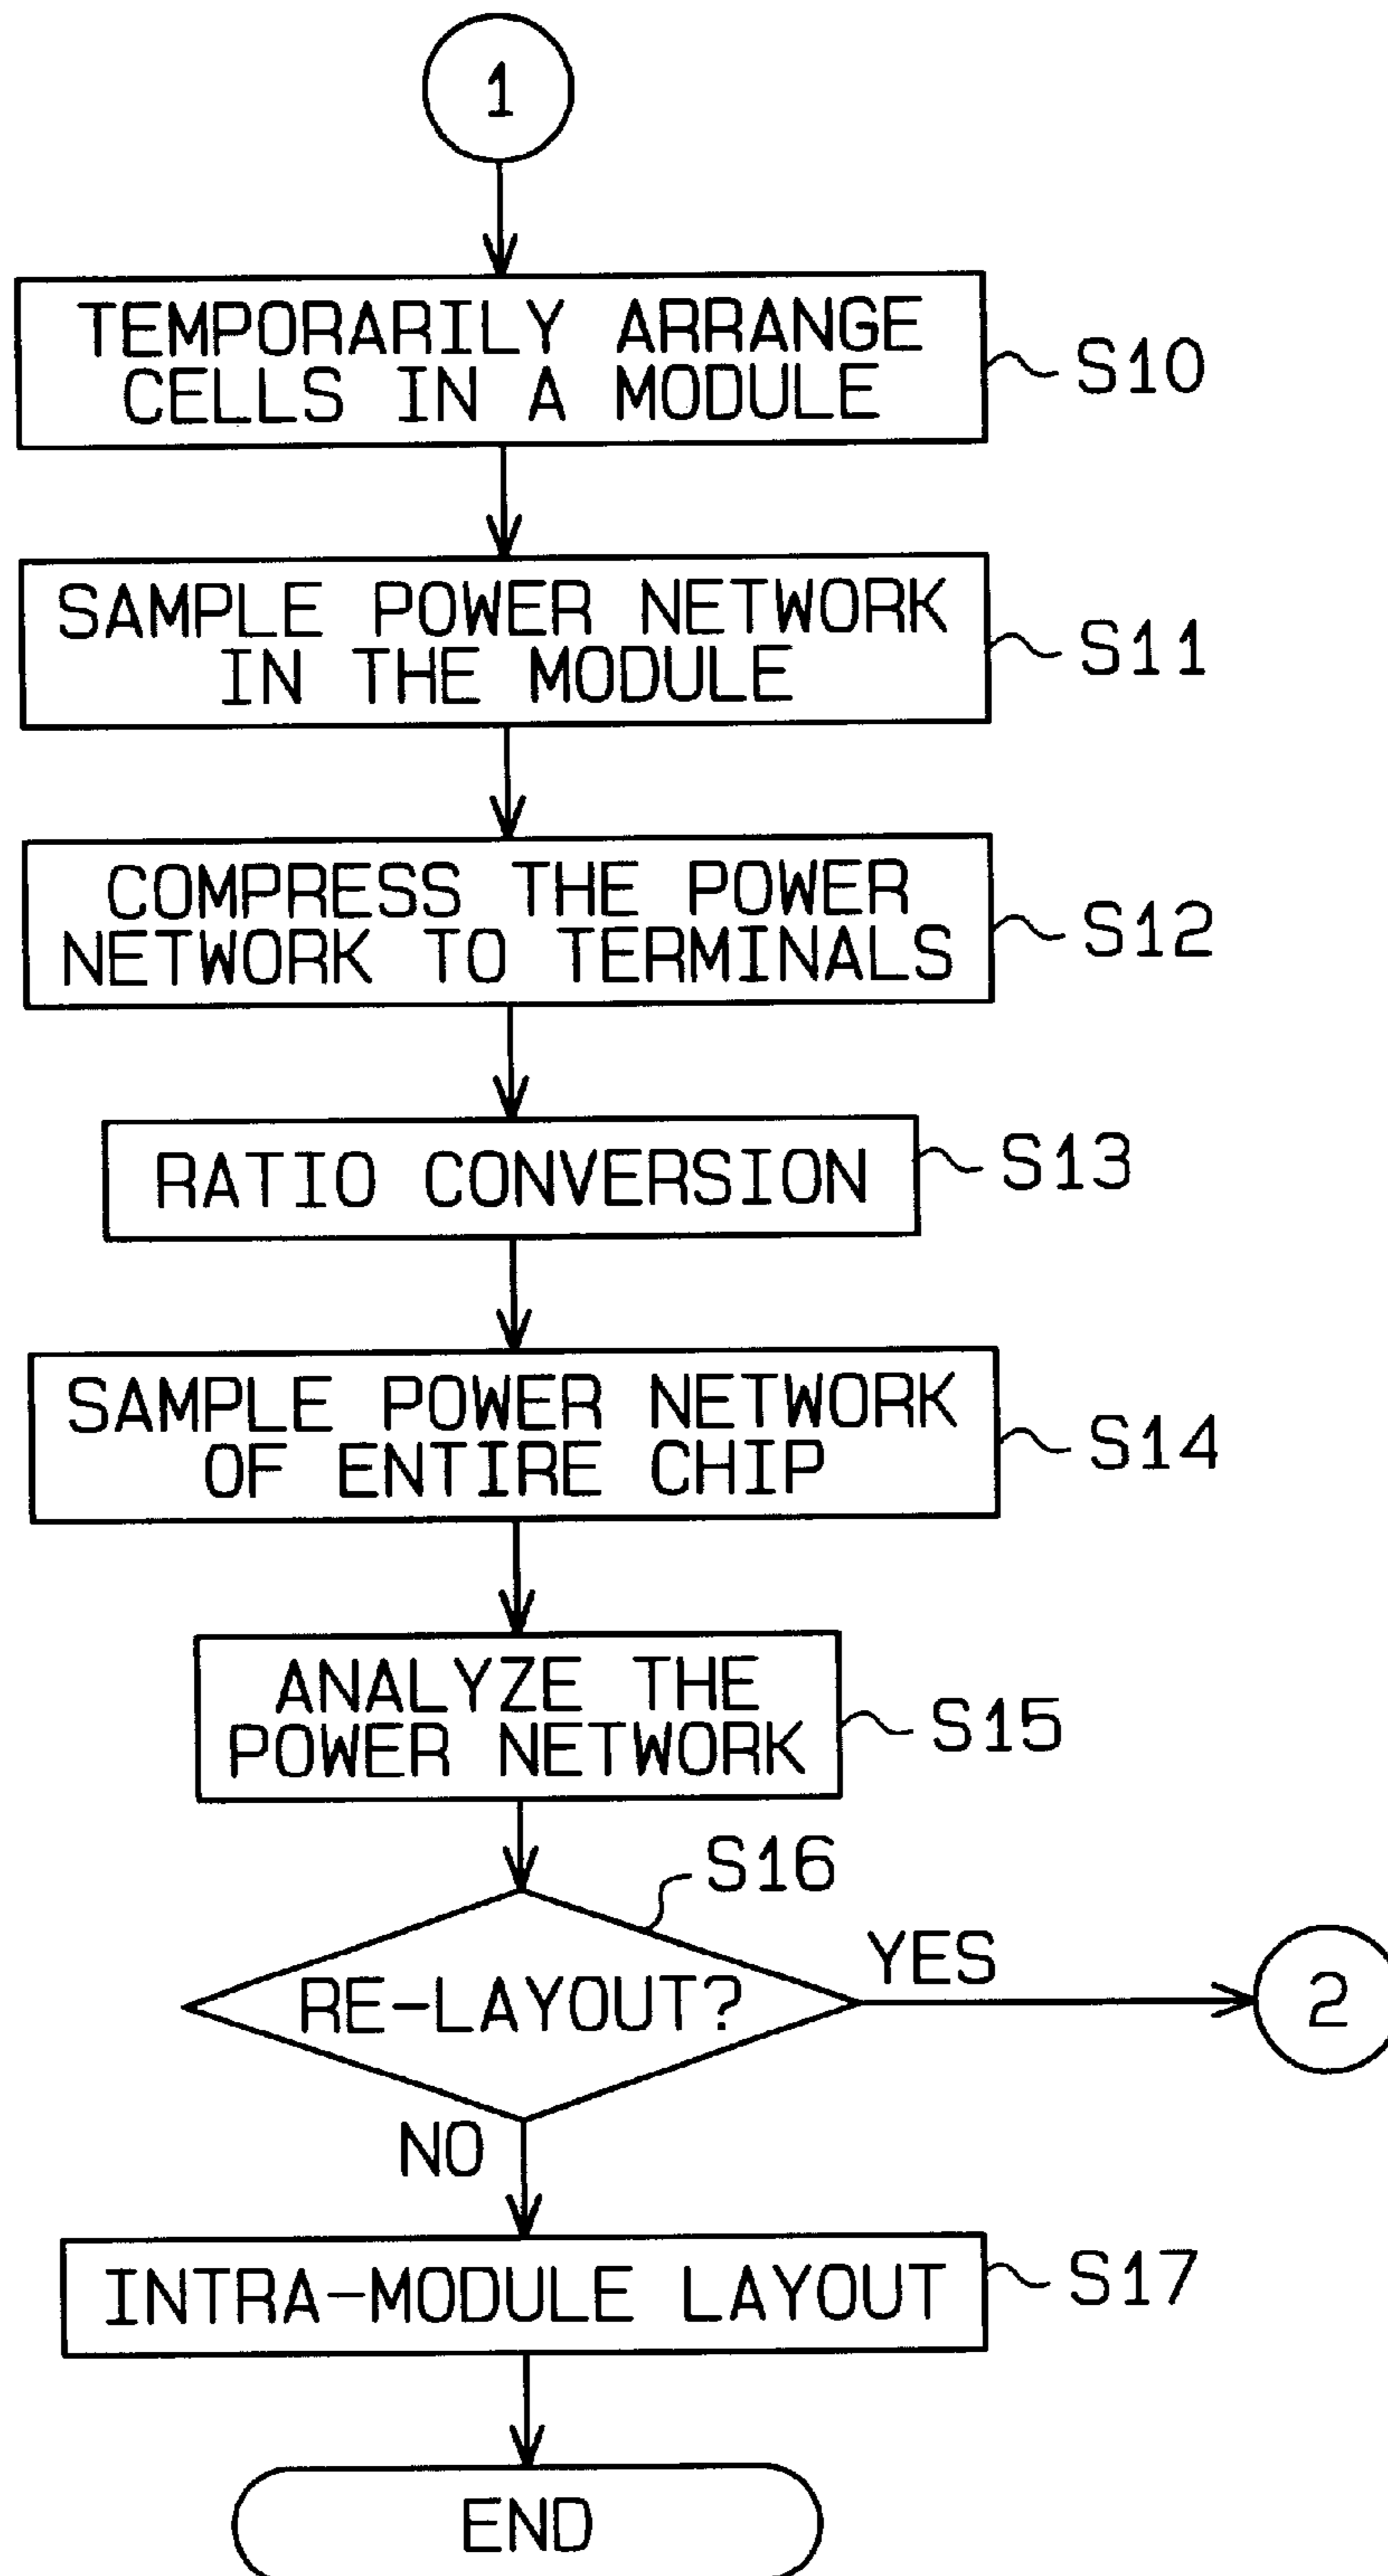 1
TEMPORARILY ARRANGE
CELLS IN A MODULE
S10
SAMPLE POWER NETWORK
IN THE MODULE
S11
COMPRESS THE POWER
NETWORK TO TERMINALS
S12
RATIO CONVERSION
S13
SAMPLE POWER NETWORK
OF ENTIRE CHIP
S14
ANALYZE THE
POWER NETWORK
S15
S16
RE-LAYOUT?
YES
2
NO
INTRA-MODULE LAYOUT
S17
END